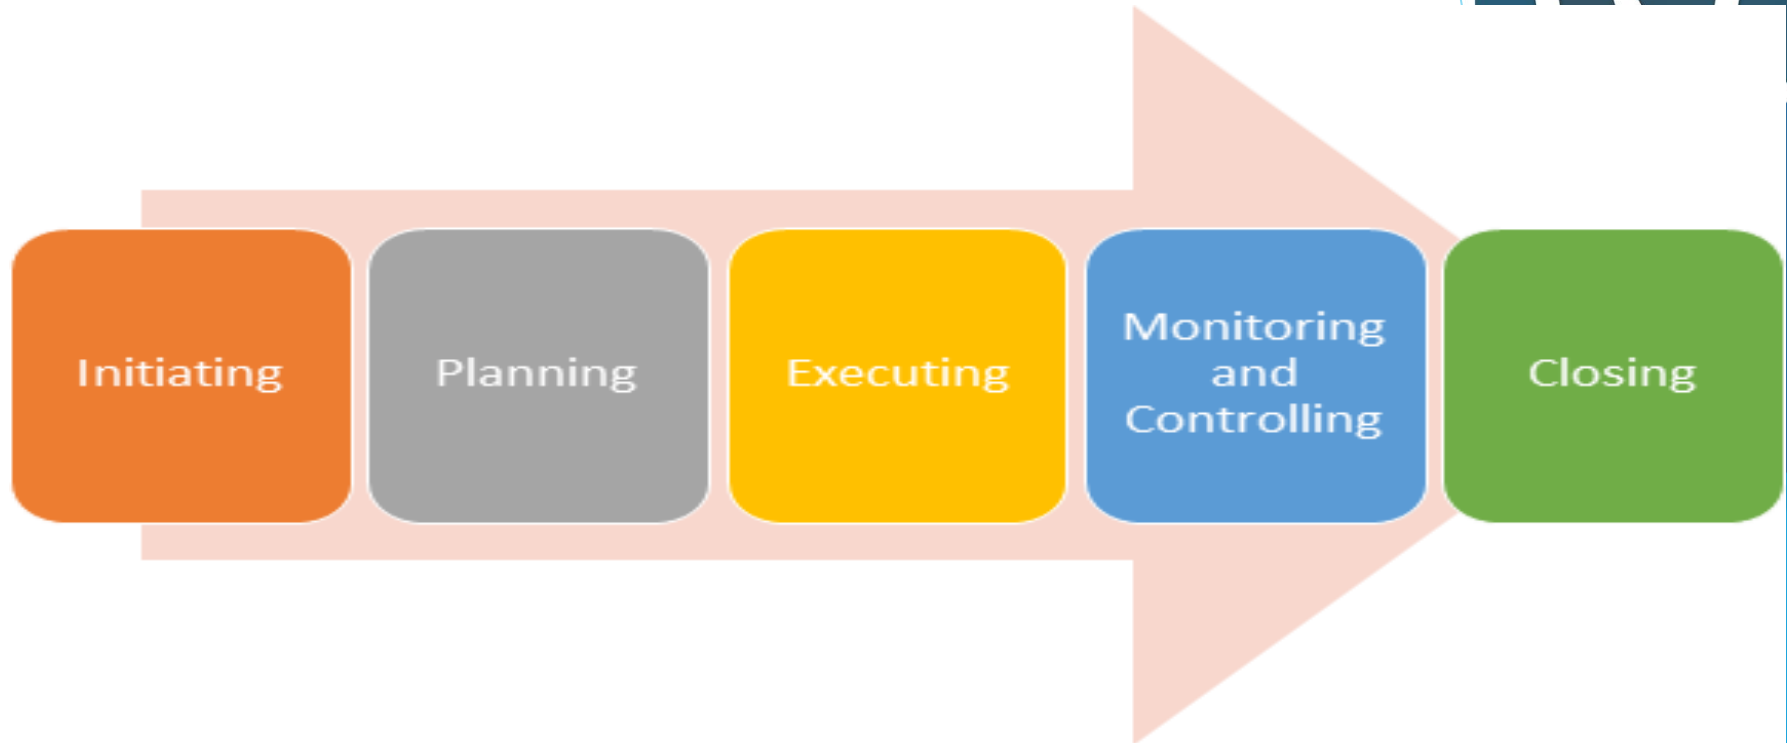 Initiating
Planning
Executing
Monitoring
and
Controlling
Closing